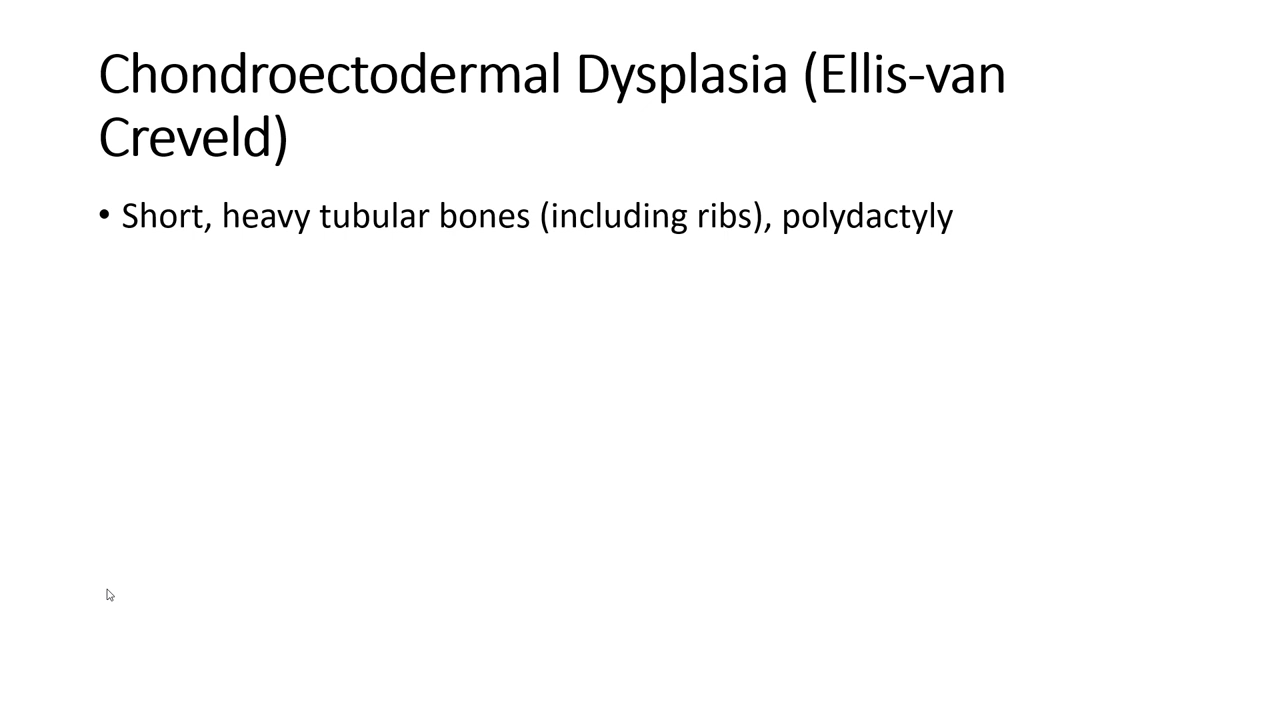 Chondroectodermal Dysplasia (Ellis-van
Creveld)
• Short, heavy tubular bones (including ribs), polydactyly